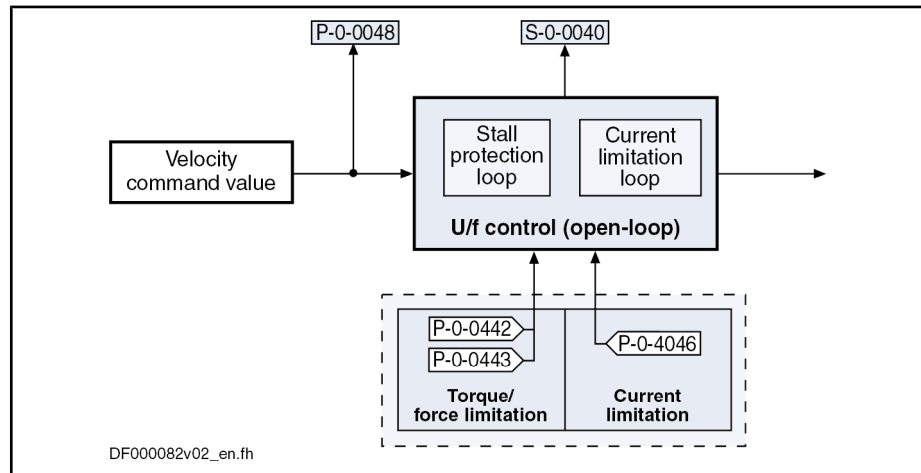 P-0-0048
S-0-0040
Velocity
command value
Stall
protection
loop
Current
limitation
loop
U/f control (open-loop)
P-0-0442
P-0-0443
P-0-4046
Torque/
force limitation
Current
limitation
DF000082v02_en.fh